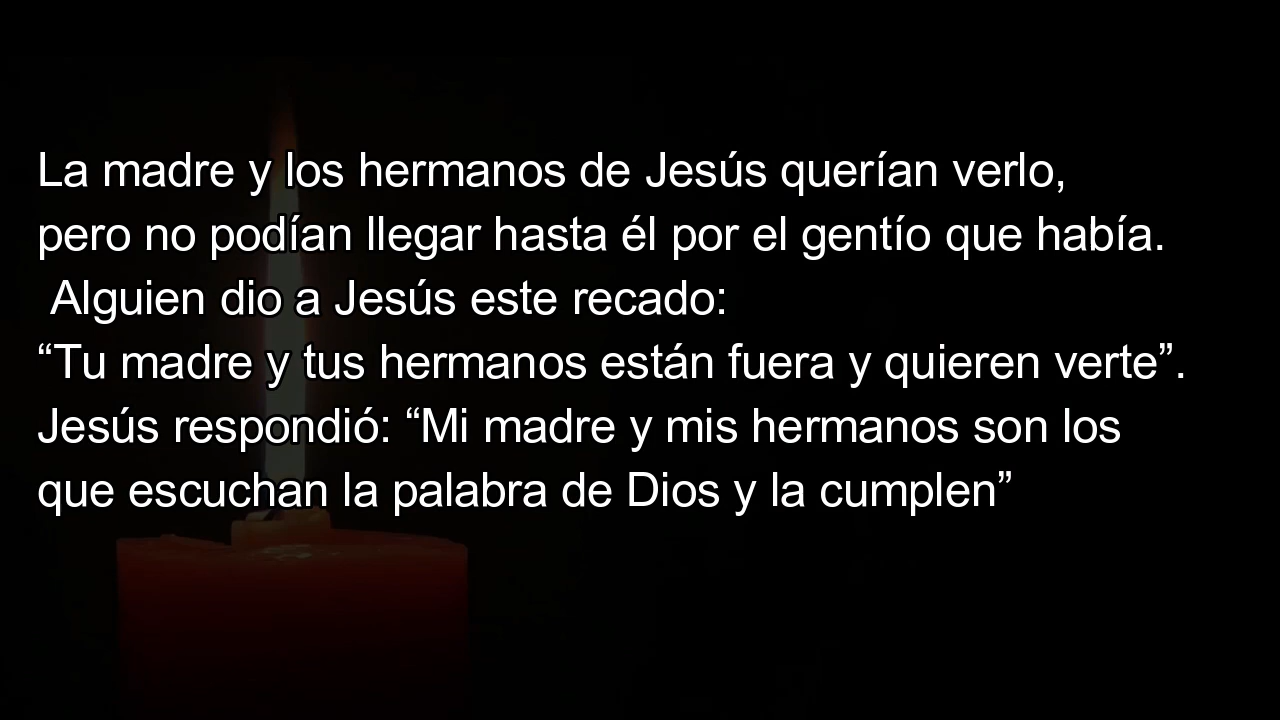 La madre y los hermanos de Jesús querían verlo,
pero no podían llegar hasta él por el gentío que había.
Alguien dio a Jesús este recado:
“Tu madre y tus hermanos están fuera y quieren verte”.
Jesús respondió: “Mi madre y mis hermanos son los
que escuchan la palabra de Dios y la cumplen”